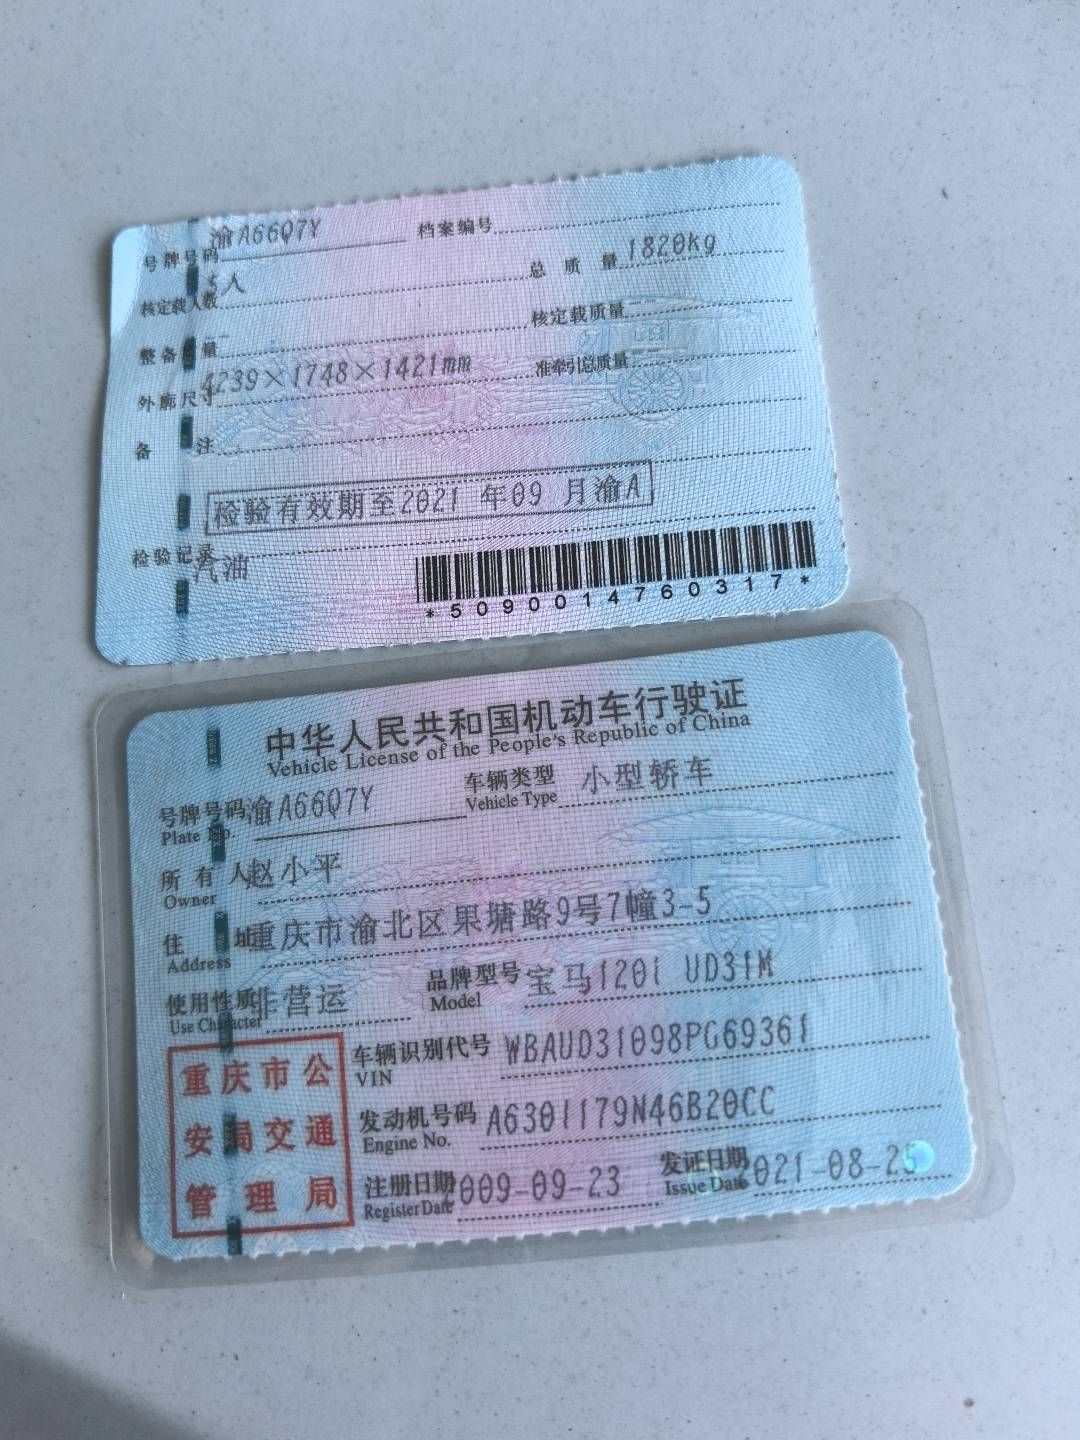 号牌号码 渝A66Q7Y 档案编号
核定载人数 5人 总质量 1820kg
整备质量 核定载质量
外廓尺寸 4239×1748×1421mm 准牵引总质量
备注
检验有效期至2021 年09 月渝A
检验记录
汽油
*5090014760317*
中华人民共和国机动车行驶证
Vehicle License of the People's Republic of China
号牌号码 渝A66Q7Y 车辆类型 小型轿车
Plate No. Vehicle Type
所有人 赵小平
Owner
住址 重庆市渝北区果塘路9号7幢3-5
Address
使用性质 非营运 品牌型号 宝马120i UD31M
Use Character Model
重庆市公 车辆识别代号 WBAUD31098PG69361
VIN
安局交通 发动机号码 A6301179N46B20CC
Engine No.
管理局 注册日期 2009-09-23 发证日期 2021-08-25
Register Date Issue Date